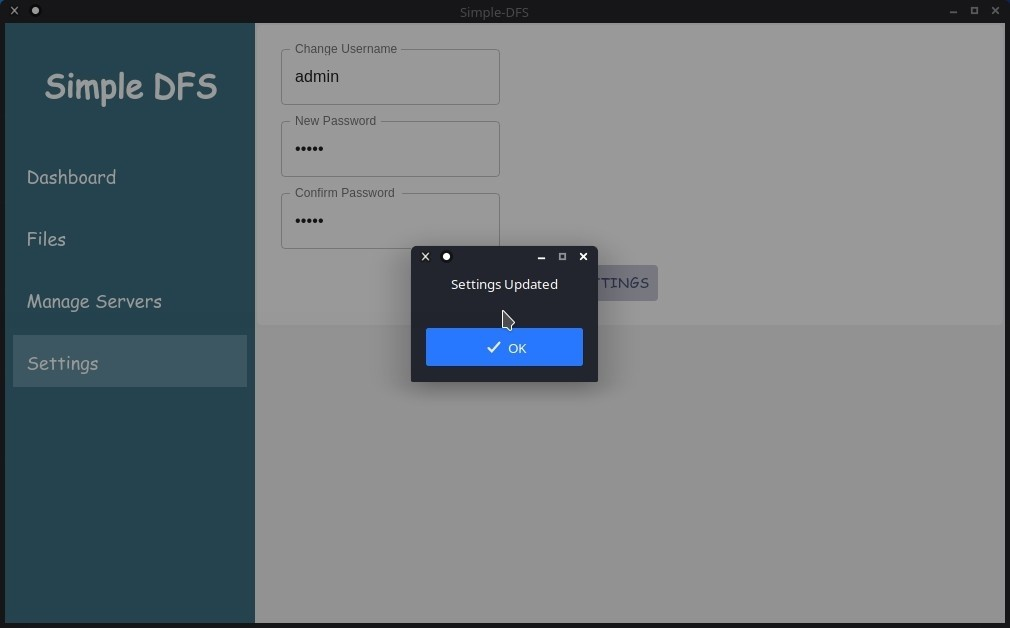 Simple-DFS
Simple DFS
Dashboard
Files
Manage Servers
Settings
Change Username
admin
New Password
•••••
Confirm Password
•••••
TTINGS
Settings Updated
OK